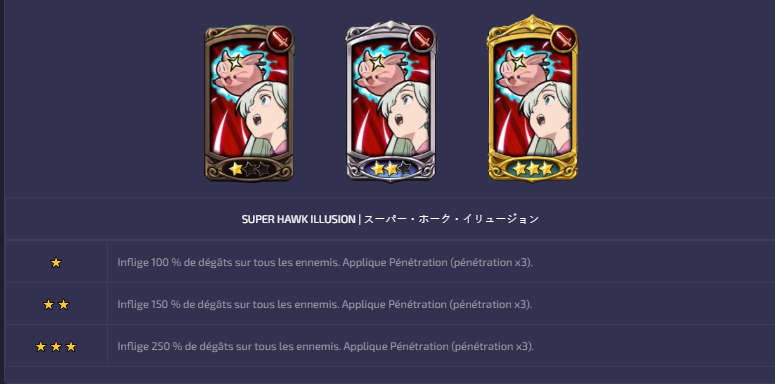 SUPER HAWK ILLUSION | スーパー・ホーク・イリュージョン
Inflige 100 % de dégâts sur tous les ennemis. Applique Pénétration (pénétration x3).
Inflige 150 % de dégâts sur tous les ennemis. Applique Pénétration (pénétration x3).
Inflige 250 % de dégâts sur tous les ennemis. Applique Pénétration (pénétration x3).